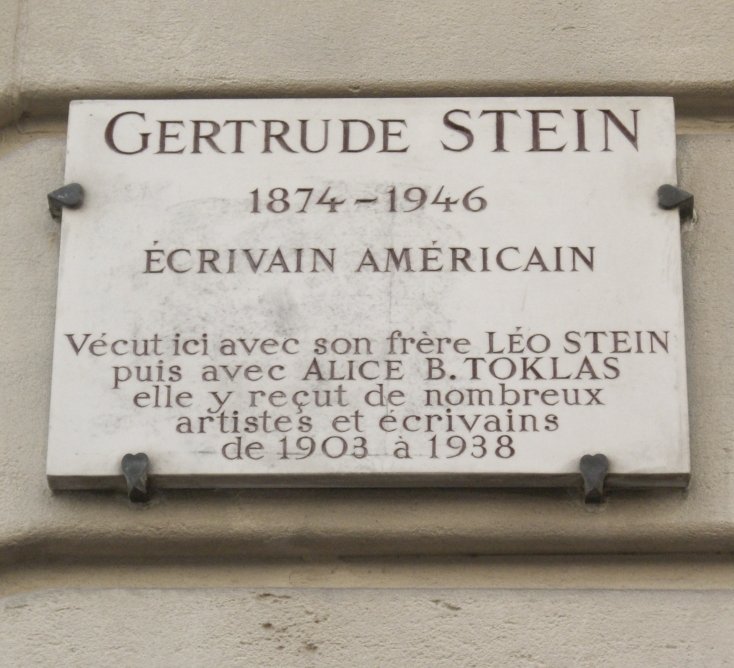 GERTRUDE STEIN
1874-1946
ÉCRIVAIN AMÉRICAIN
Vécut ici avec son frère LÉO STEIN
puis avec ALICE B. TOKLAS
elle y reçut de nombreux
artistes et écrivains
de 1903 à 1938